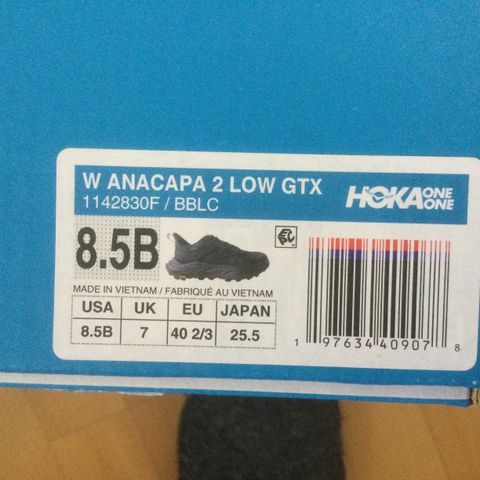 W ANACAPA 2 LOW GTX
1142830F / BBLC
HOKA ONE ONE
8.5B
MADE IN VIETNAM / FABRIQUÉ AU VIETNAM
USA UK EU JAPAN
8.5B 7 40 2/3 25.5
1 97634 40907 8